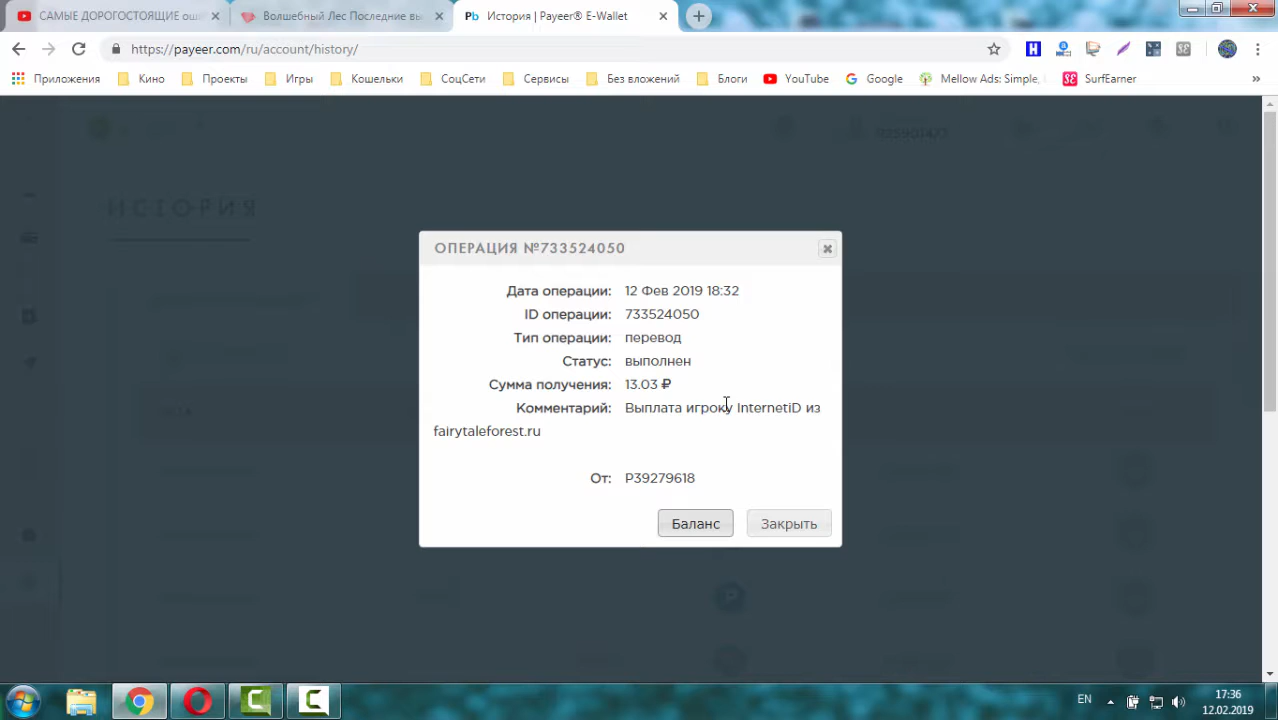 САМЫЕ ДОРОГОСТОЯЩИЕ ош
Волшебный Лес Последние вы
Pb История | Payeer® E-Wallet
https://payeer.com/ru/account/history/
Приложения Кино Проекты Игры Кошельки СоцСети Сервисы Без вложений Блоги YouTube Google Mellow Ads: Simple, SurfEarner »
925901477
ИСТОРИЯ
ОПЕРАЦИЯ №733524050
Дата операции: 12 Фев 2019 18:32
ID операции: 733524050
Тип операции: перевод
Статус: выполнен
Сумма получения: 13.03 ₽
Комментарий: Выплата игроку InternetiD из
fairytaleforest.ru
От: P39279618
Баланс Закрыть
EN 17:36
12.02.2019